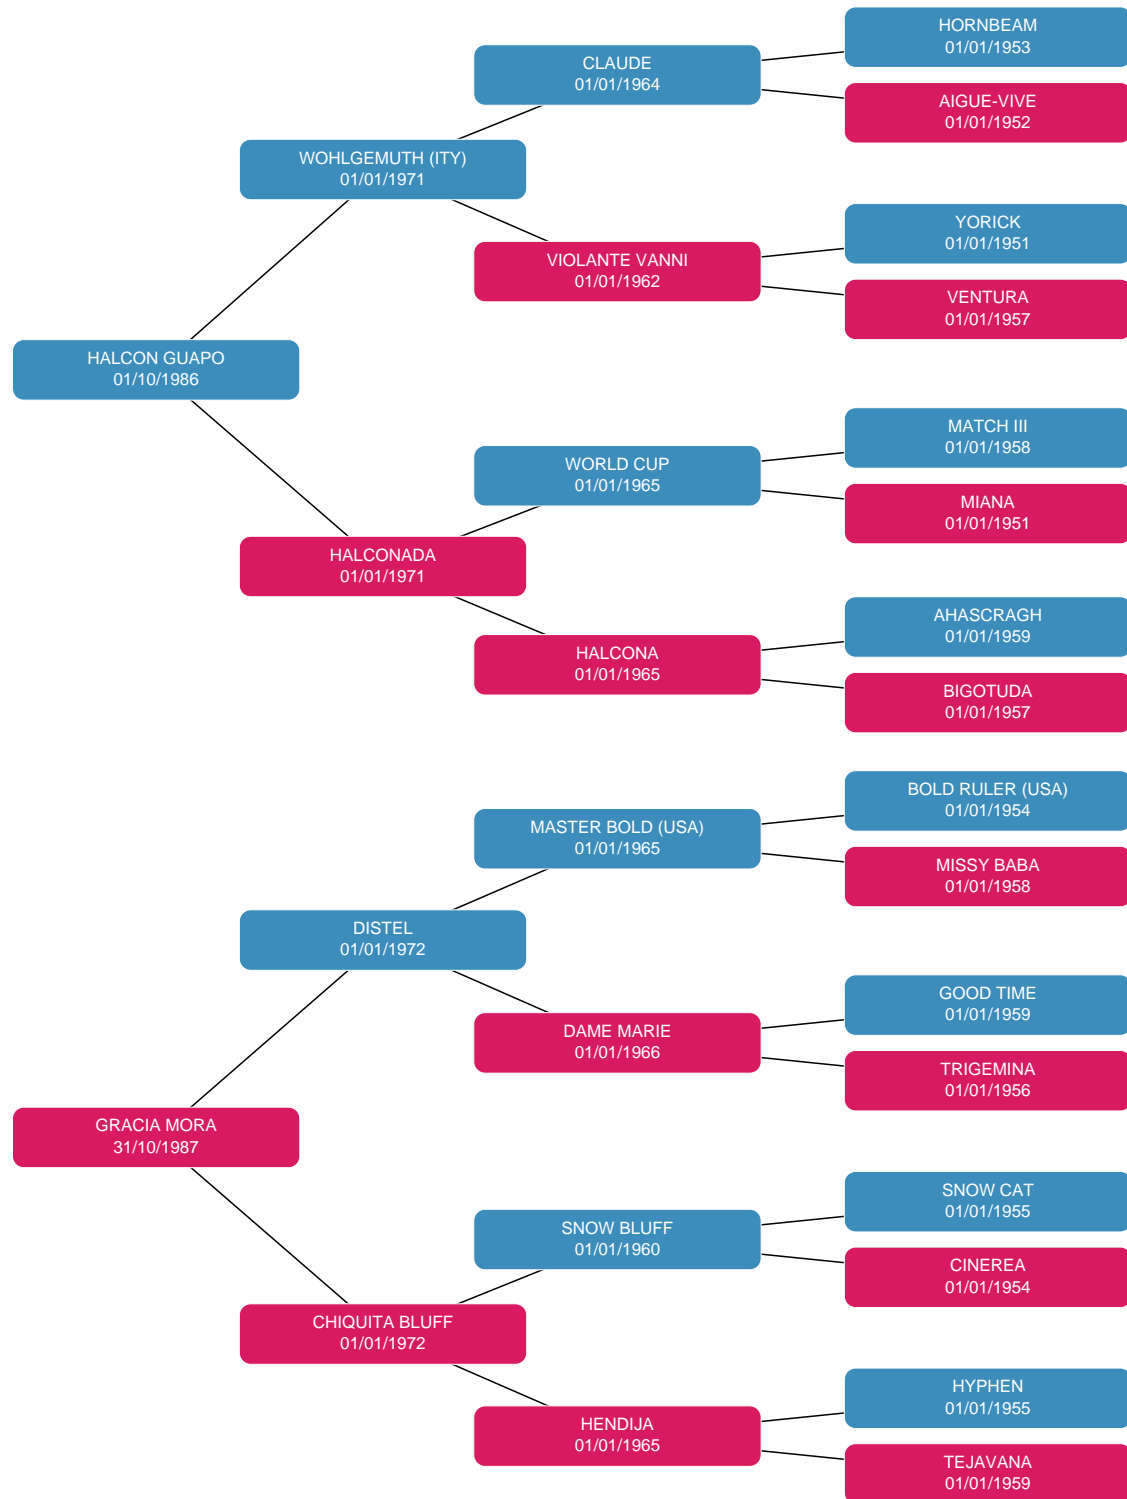 HORNBEAM
01/01/1953
CLAUDE
01/01/1964
AIGUE-VIVE
01/01/1952
WOHLGEMUTH (ITY)
01/01/1971
YORICK
01/01/1951
VIOLANTE VANNI
01/01/1962
VENTURA
01/01/1957
HALCON GUAPO
01/10/1986
MATCH III
01/01/1958
WORLD CUP
01/01/1965
MIANA
01/01/1951
HALCONADA
01/01/1971
AHASCRAGH
01/01/1959
HALCONA
01/01/1965
BIGOTUDA
01/01/1957
BOLD RULER (USA)
01/01/1954
MASTER BOLD (USA)
01/01/1965
MISSY BABA
01/01/1958
DISTEL
01/01/1972
GOOD TIME
01/01/1959
DAME MARIE
01/01/1966
TRIGEMINA
01/01/1956
GRACIA MORA
31/10/1987
SNOW CAT
01/01/1955
SNOW BLUFF
01/01/1960
CINEREA
01/01/1954
CHIQUITA BLUFF
01/01/1972
HYPHEN
01/01/1955
HENDIJA
01/01/1965
TEJAVANA
01/01/1959